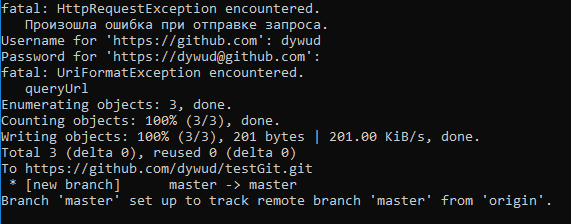 fatal: HttpRequestException encountered.
Произошла ошибка при отправке запроса.
Username for 'https://github.com': dywud
Password for 'https://dywud@github.com':
fatal: UriFormatException encountered.
queryUrl
Enumerating objects: 3, done.
Counting objects: 100% (3/3), done.
Writing objects: 100% (3/3), 201 bytes | 201.00 KiB/s, done.
Total 3 (delta 0), reused 0 (delta 0)
To https://github.com/dywud/testGit.git
* [new branch]      master -> master
Branch 'master' set up to track remote branch 'master' from 'origin'.